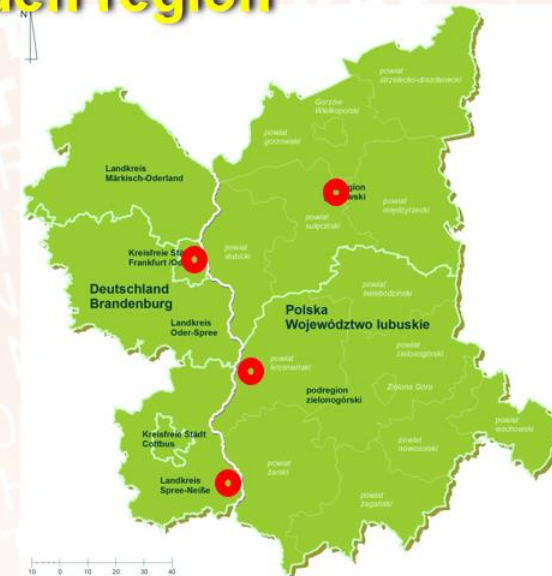 region
N
powiat
strzelecko-drezdenecki
Gorzów
Wielkopolski
powiat
gorzowski
Landkreis
Märkisch-Oderland
powiat
międzyrzecki
powiat
sulęciński
Kreisfreie
Frankfurt
powiat
słubicki
Deutschland
Brandenburg
powiat
świebodziński
Polska
Województwo lubuskie
Landkreis
Oder-Spree
powiat
zielonogórski
powiat
krośnieński
podregion
zielonogórski
Zielona Góra
powiat
wschowski
Kreisfreie Stadt
Cottbus
powiat
nowosolski
powiat
żarski
Landkreis
Spree-Neiße
powiat
żagański
10 0 10 20 30 40